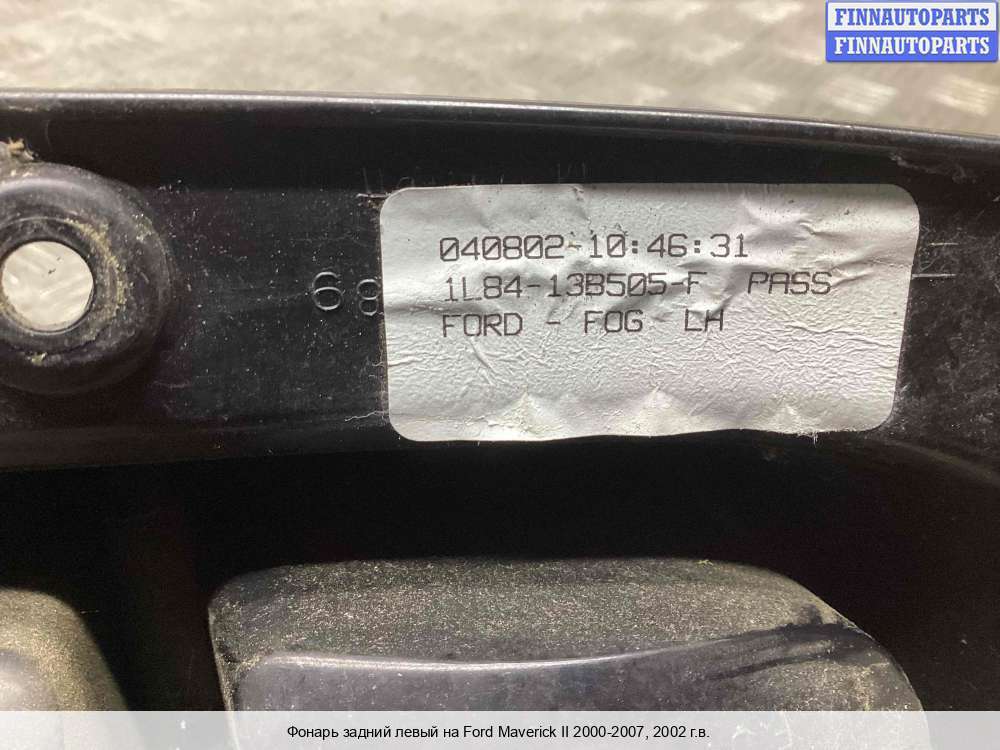 FINNAUTOPARTS
FINNAUTOPARTS
040802-10:46:31
1L84-13B505-F PASS
FORD - FOG LH
68
Фонарь задний левый на Ford Maverick II 2000-2007, 2002 г.в.